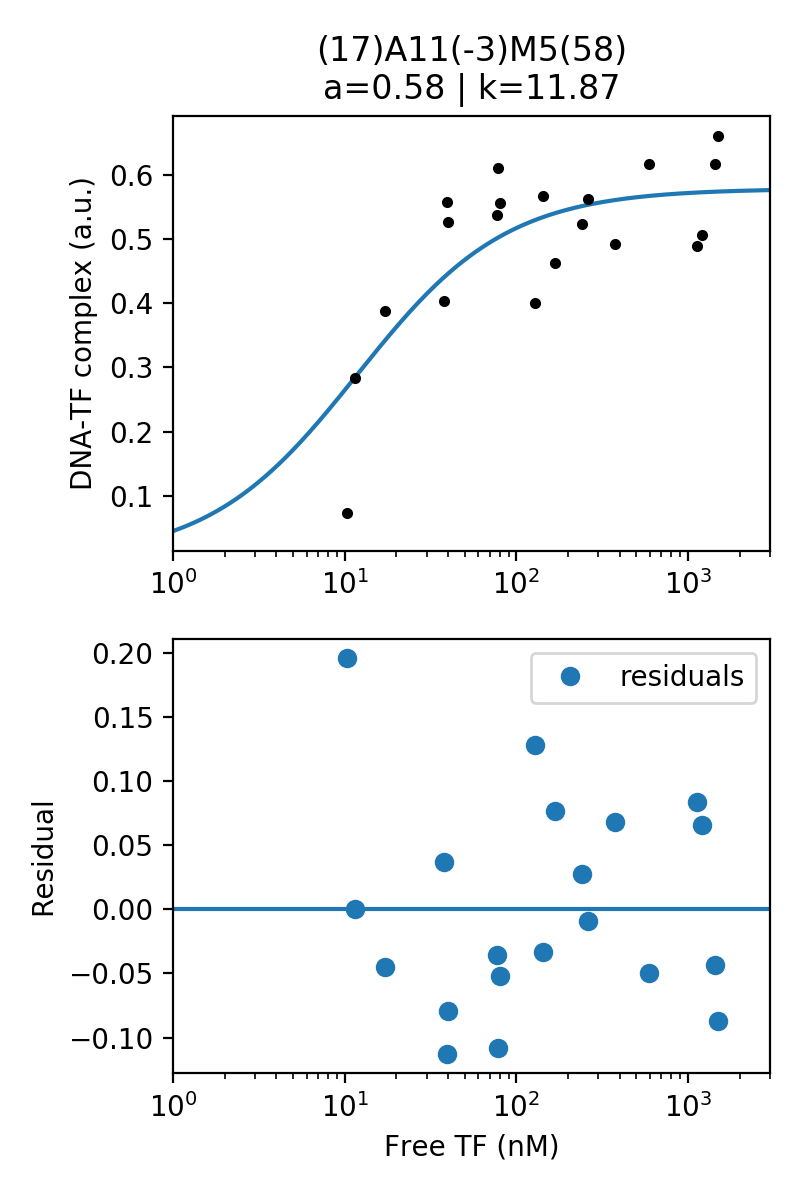 (17)A11(-3)M5(58)
a=0.58 | k=11.87
DNA-TF complex (a.u.)
0.6
0.5
0.4
0.3
0.2
0.1
10⁰ 10¹ 10² 10³
Residual
0.20
0.15
0.10
0.05
0.00
−0.05
−0.10
residuals
10⁰ 10¹ 10² 10³
Free TF (nM)